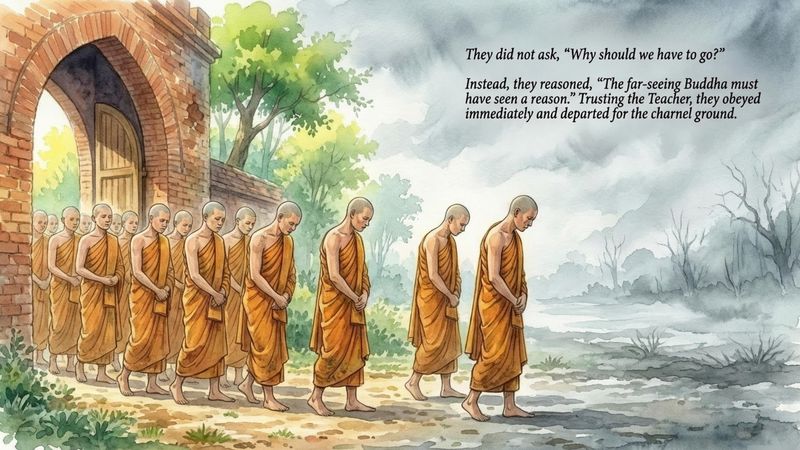 They did not ask, “Why should we have to go?”
Instead, they reasoned, “The far-seeing Buddha must
have seen a reason.” Trusting the Teacher, they obeyed
immediately and departed for the charnel ground.